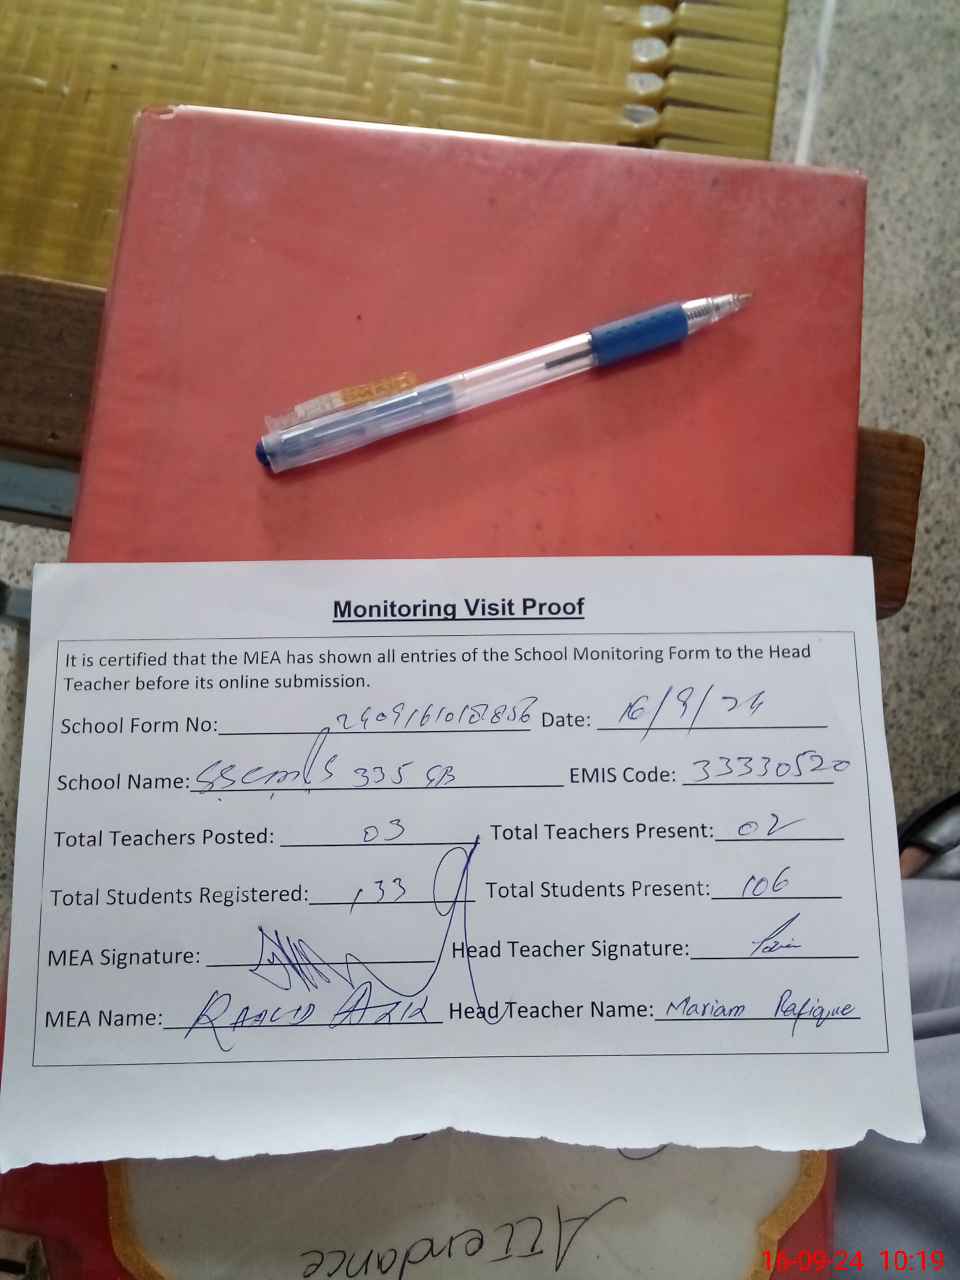 Monitoring Visit Proof
It is certified that the MEA has shown all entries of the School Monitoring Form to the Head
Teacher before its online submission.
School Form No: Date: 16/9/24
School Name: 335 EMIS Code: 33330520
Total Teachers Posted: 03 Total Teachers Present: 02
Total Students Registered: 133 Total Students Present: 106
MEA Signature: Head Teacher Signature:
MEA Name: Head Teacher Name: Mariam Rafique
Attendance
16-09-24 10:19